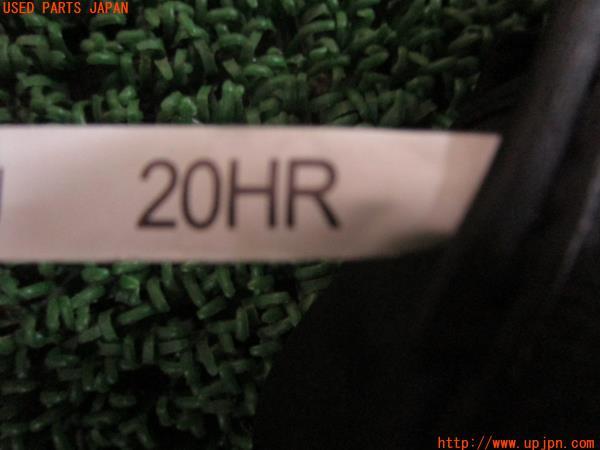 USED PARTS JAPAN
20HR
http://www.upjpn.com/